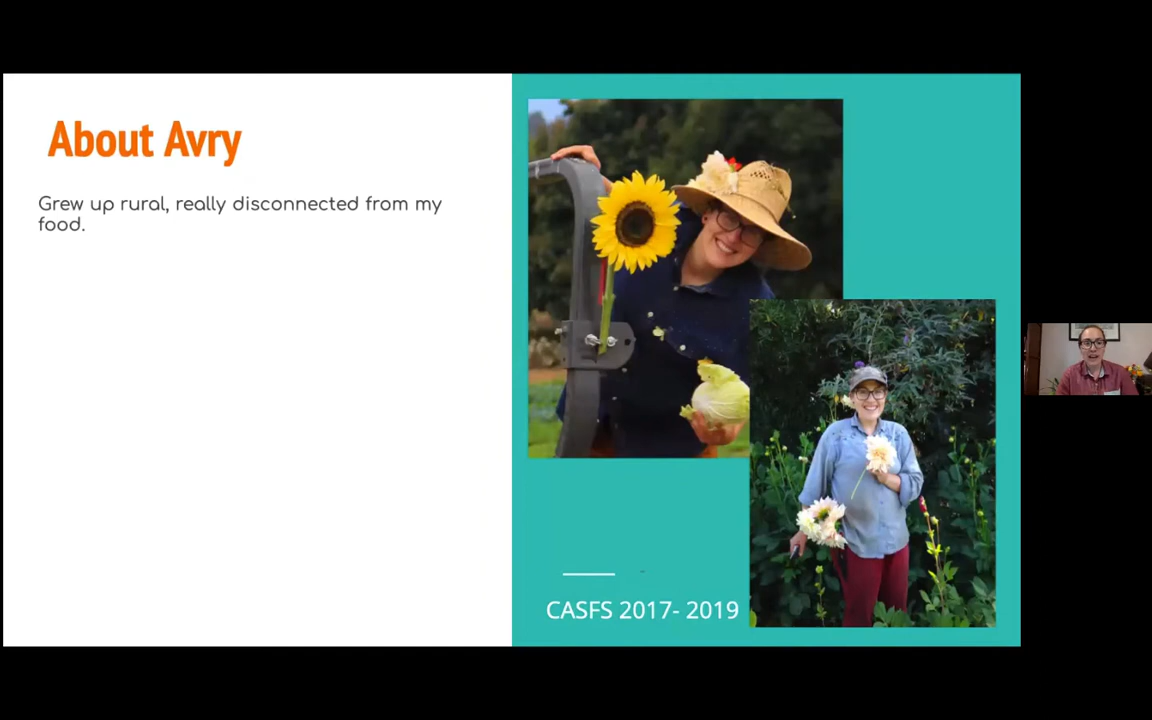 About Avry
Grew up rural, really disconnected from my
food.
CASFS 2017- 2019